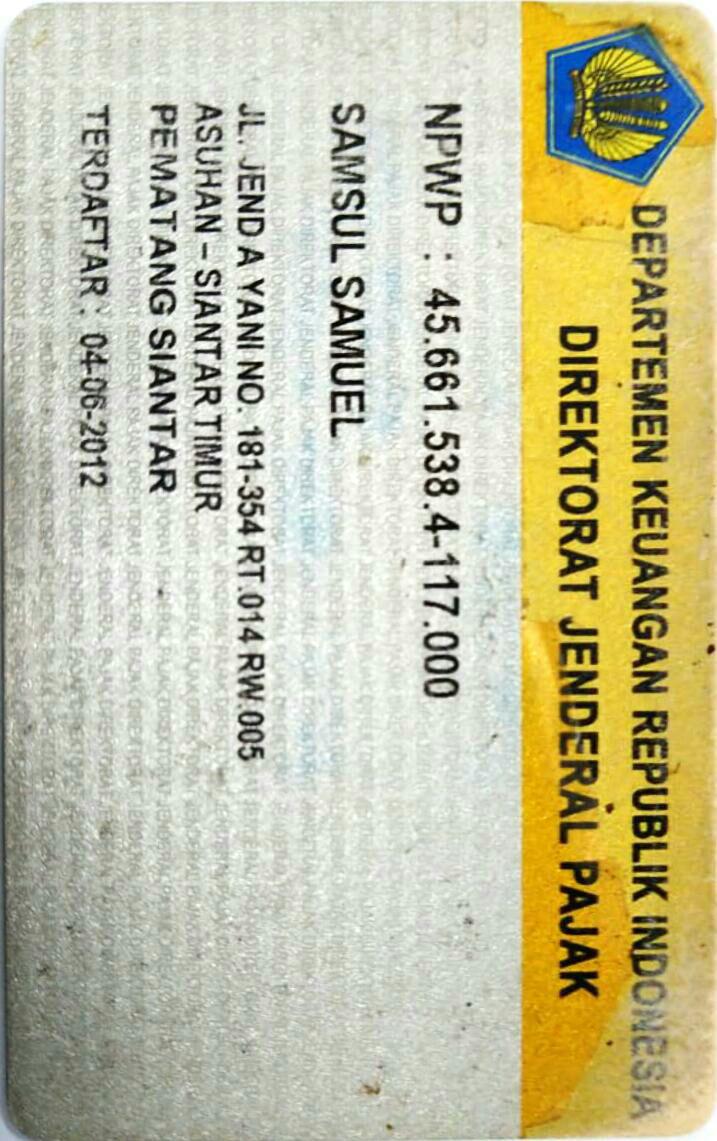 DEPARTEMEN KEUANGAN REPUBLIK INDONESIA
DIREKTORAT JENDERAL PAJAK
NPWP : 45.661.538.4-117.000
SAMSUL SAMUEL
JL. JEND A YANI NO. 181-354 RT.014 RW.005
ASUHAN - SIANTAR TIMUR
PEMATANG SIANTAR
TERDAFTAR : 04-06-2012